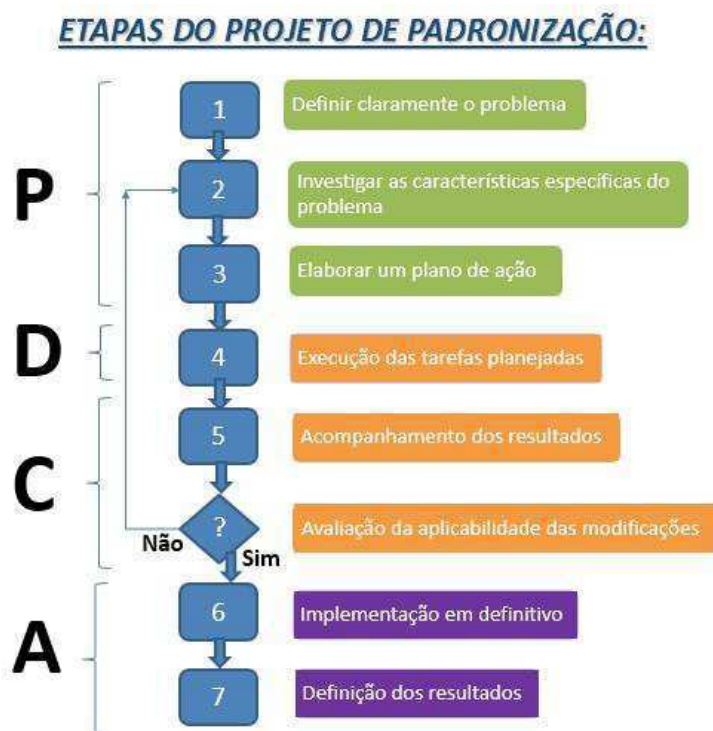 ETAPAS DO PROJETO DE PADRONIZAÇÃO:
P
1
Definir claramente o problema
2
Investigar as características específicas do
problema
3
Elaborar um plano de ação
D
4
Execução das tarefas planejadas
C
5
Acompanhamento dos resultados
?
Avaliação da aplicabilidade das modificações
Não
Sim
A
6
Implementação em definitivo
7
Definição dos resultados